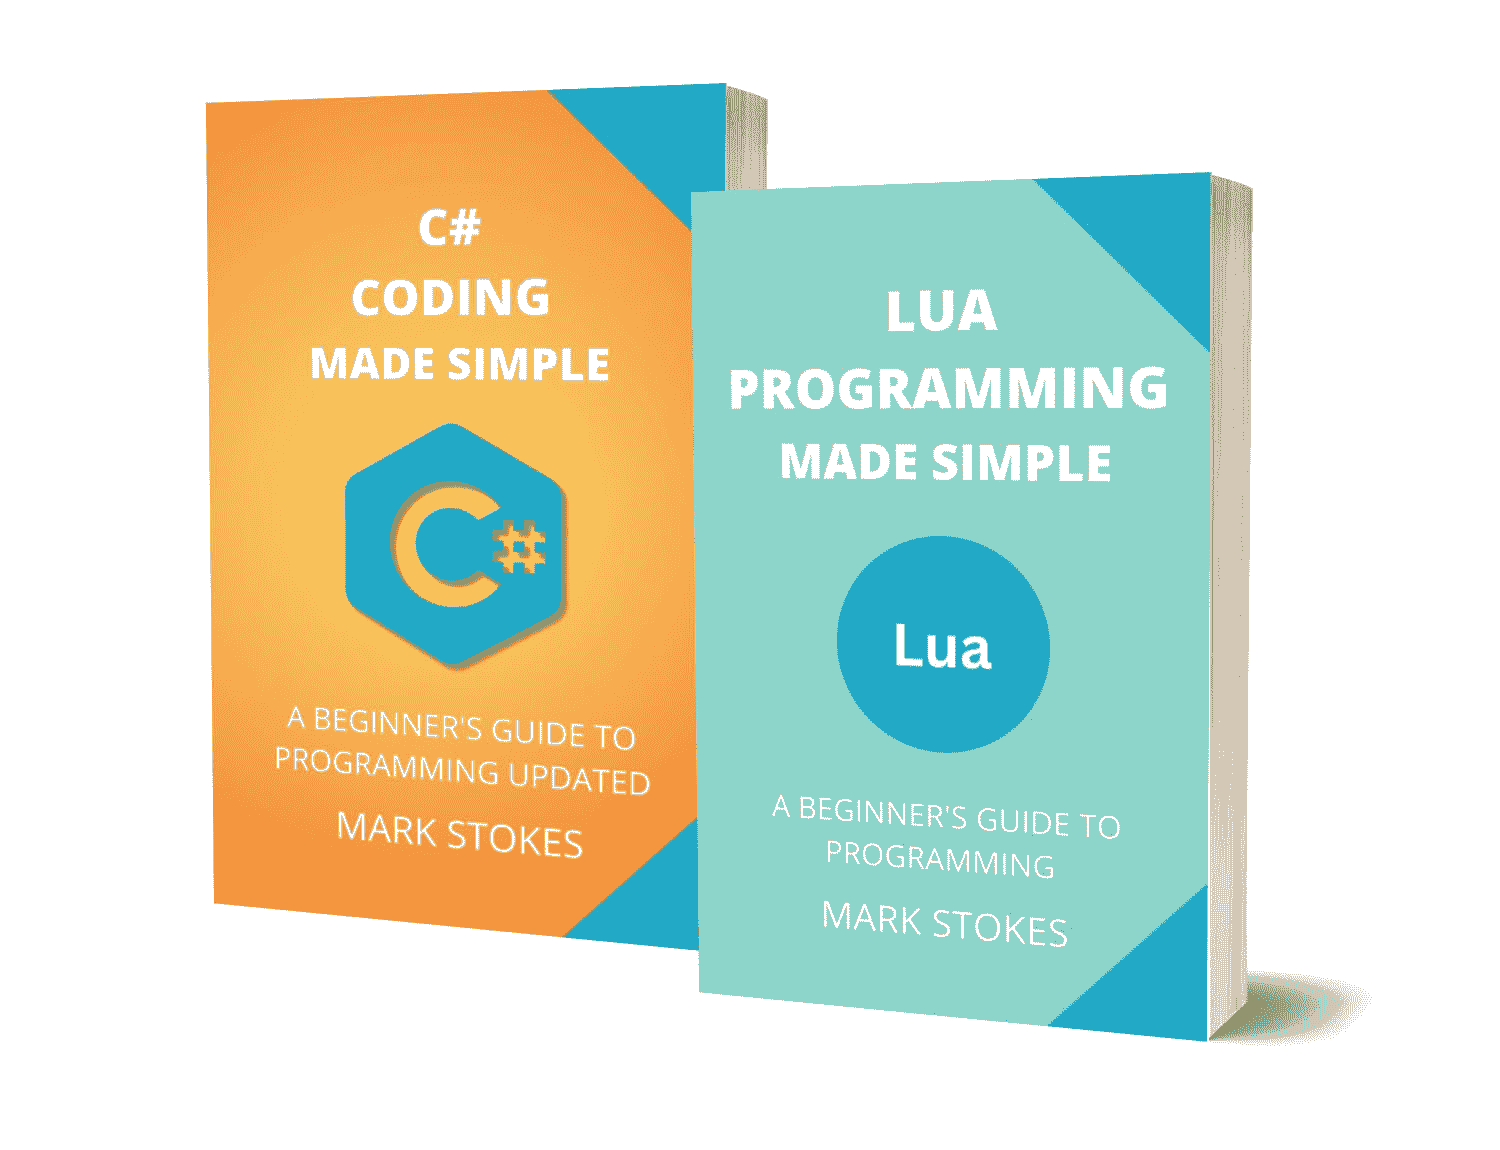 C#
CODING
MADE SIMPLE
C#
A BEGINNER'S GUIDE TO
PROGRAMMING UPDATED
MARK STOKES
LUA
PROGRAMMING
MADE SIMPLE
Lua
A BEGINNER'S GUIDE TO
PROGRAMMING
MARK STOKES